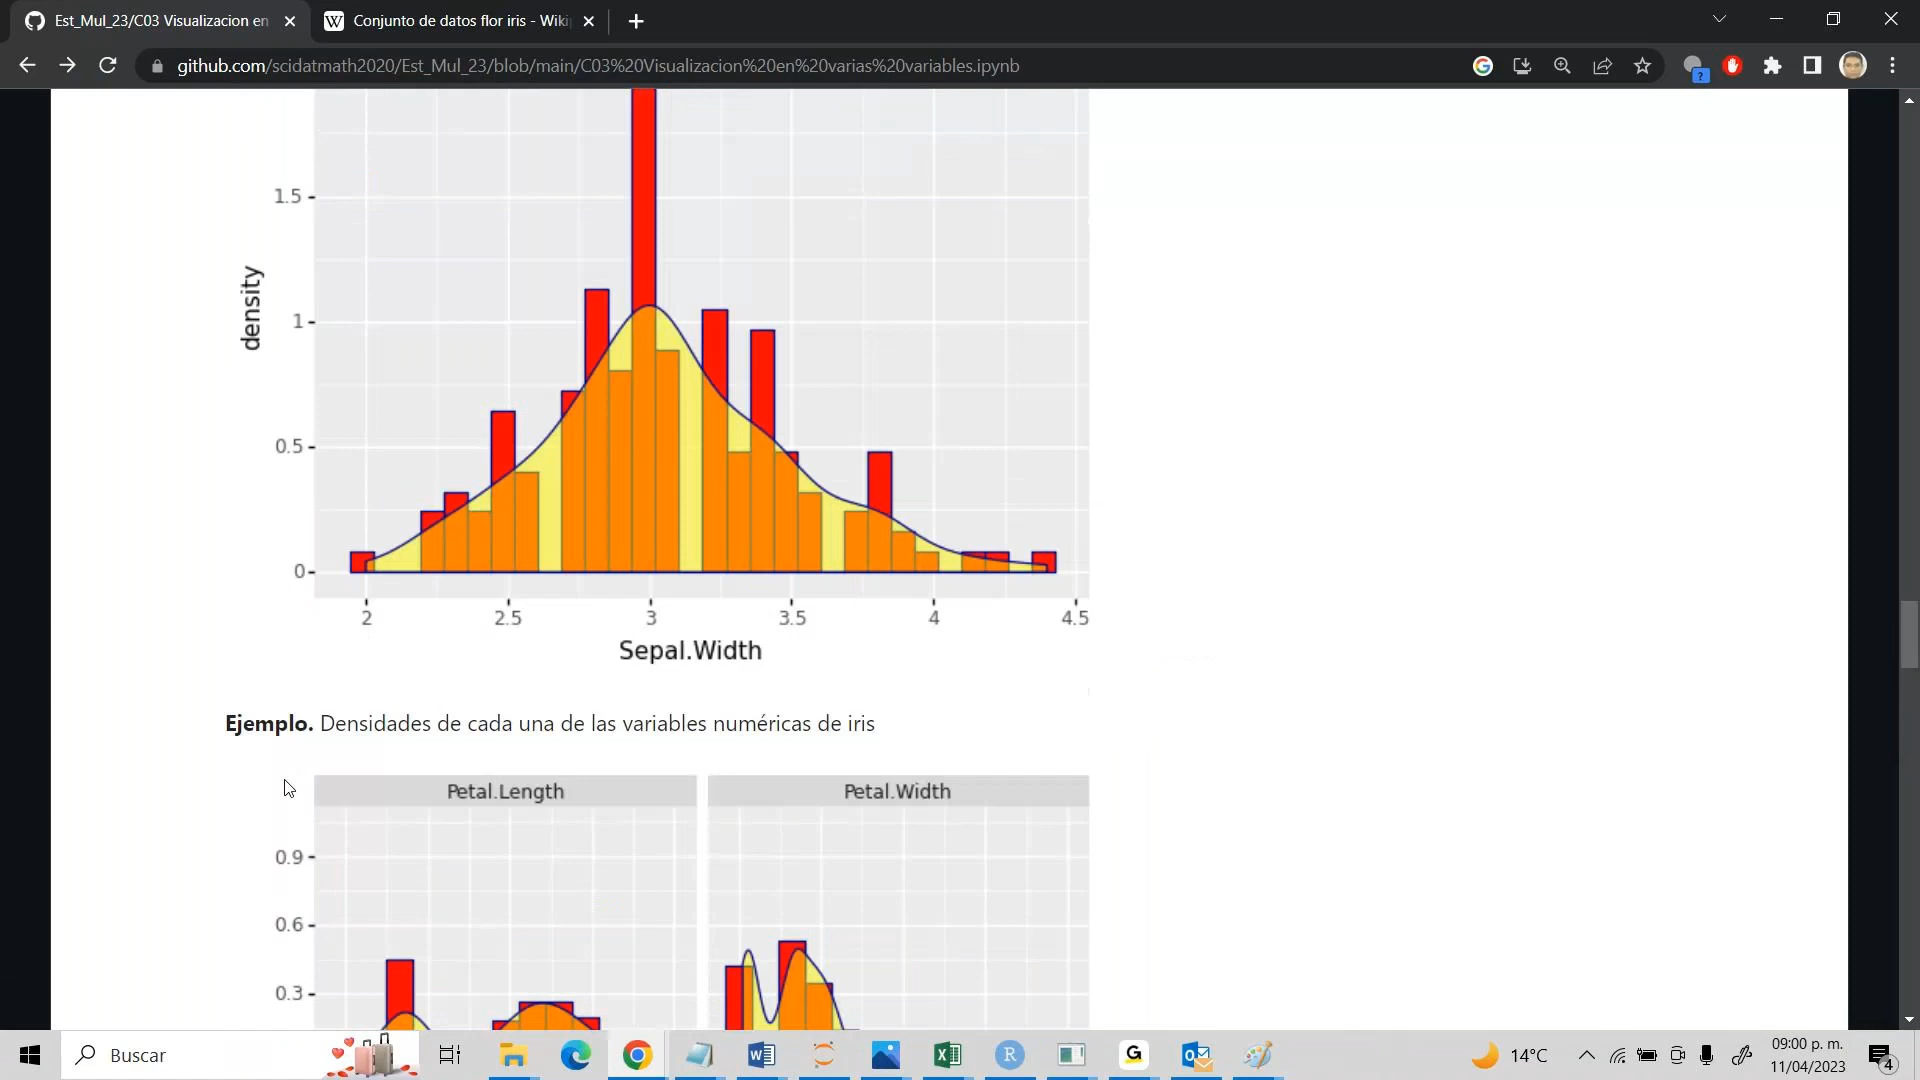 Est_Mul_23/C03 Visualizacion en
Conjunto de datos flor iris - Wiki
github.com/scidatmath2020/Est_Mul_23/blob/main/C03%20Visualizacion%20en%20varias%20variables.ipynb
1.5
1
0.5
0
density
2 2.5 3 3.5 4 4.5
Sepal.Width
Ejemplo. Densidades de cada una de las variables numéricas de iris
Petal.Length Petal.Width
0.9
0.6
0.3
Buscar
14°C
09:00 p. m.
11/04/2023
4